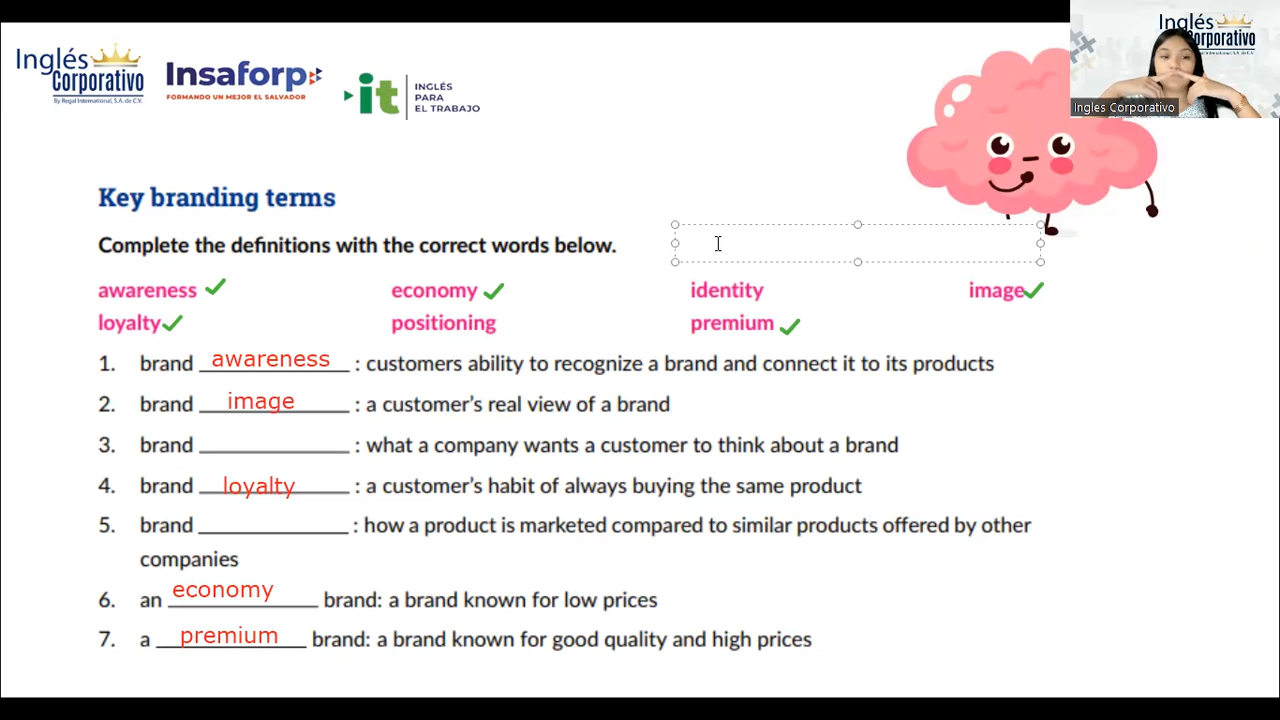 Inglés
Corporativo
By Regal International, S.A. de C.V.
Insaforp
FORMANDO UN MEJOR EL SALVADOR
it
INGLÉS
PARA
EL TRABAJO
Inglés
Corporativo
Ingles Corporativo
Key branding terms
Complete the definitions with the correct words below.
awareness economy identity image
loyalty positioning premium
1. brand awareness : customers ability to recognize a brand and connect it to its products
2. brand image : a customer's real view of a brand
3. brand ______________ : what a company wants a customer to think about a brand
4. brand loyalty : a customer's habit of always buying the same product
5. brand ______________ : how a product is marketed compared to similar products offered by other
companies
6. an economy brand: a brand known for low prices
7. a premium brand: a brand known for good quality and high prices